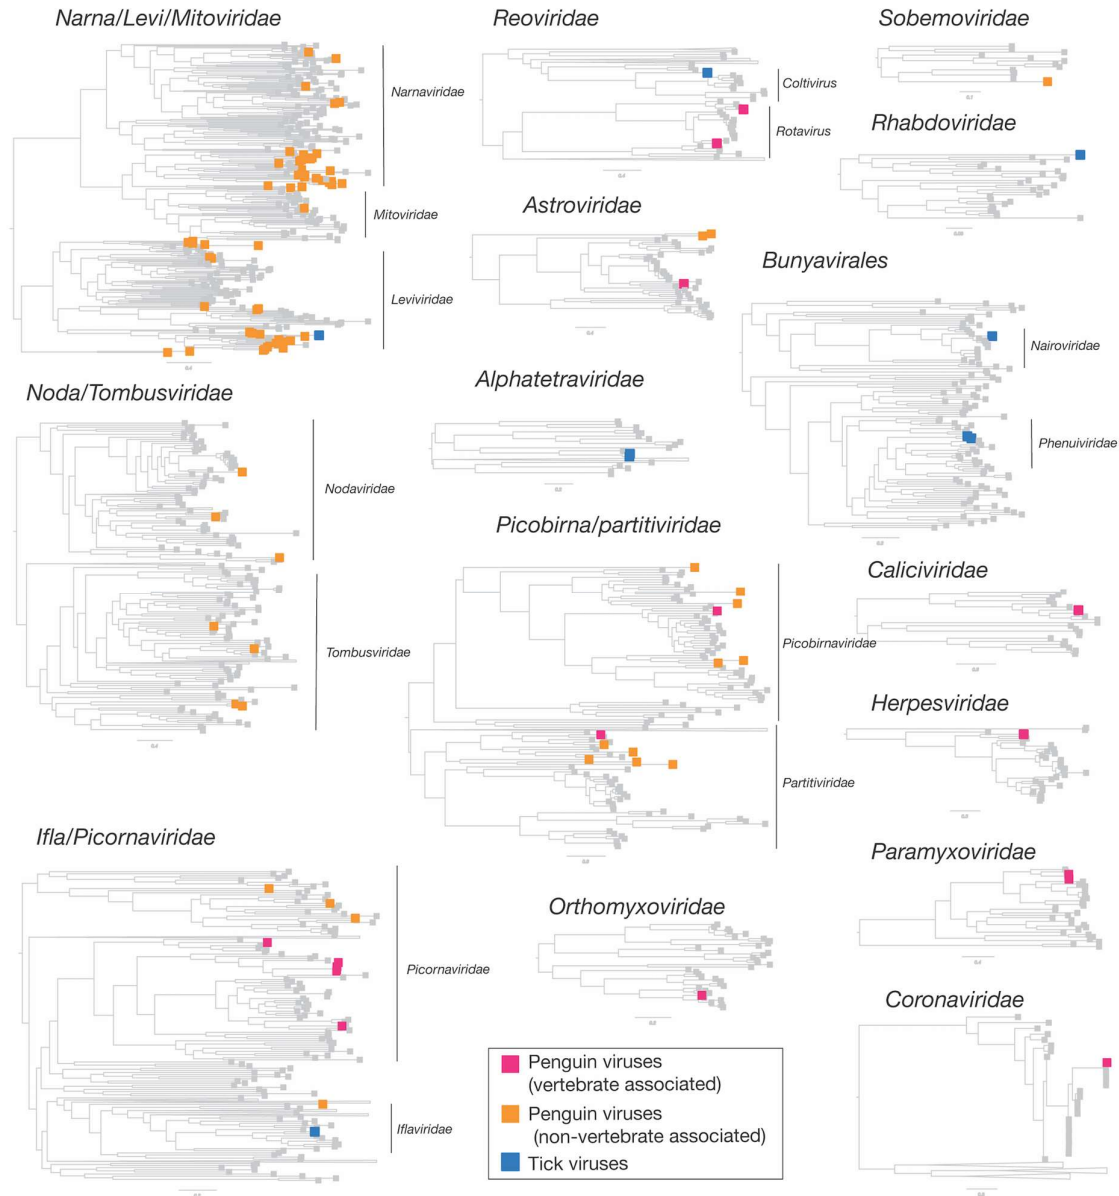 Narna/Levi/Mitoviridae
Narnaviridae
Mitoviridae
Leviviridae
Reoviridae
Coltivirus
Rotavirus
Sobemoviridae
0.1
Rhabdoviridae
Astroviridae
Bunyavirales
Nairoviridae
Phenuiviridae
Noda/Tombusviridae
Nodaviridae
Tombusviridae
Alphatetraviridae
Picobirna/partitiviridae
Picobirnaviridae
Partitiviridae
Caliciviridae
Herpesviridae
Ifla/Picornaviridae
Picornaviridae
Iflaviridae
Orthomyxoviridae
Paramyxoviridae
Coronaviridae
Penguin viruses
(vertebrate associated)
Penguin viruses
(non-vertebrate associated)
Tick viruses